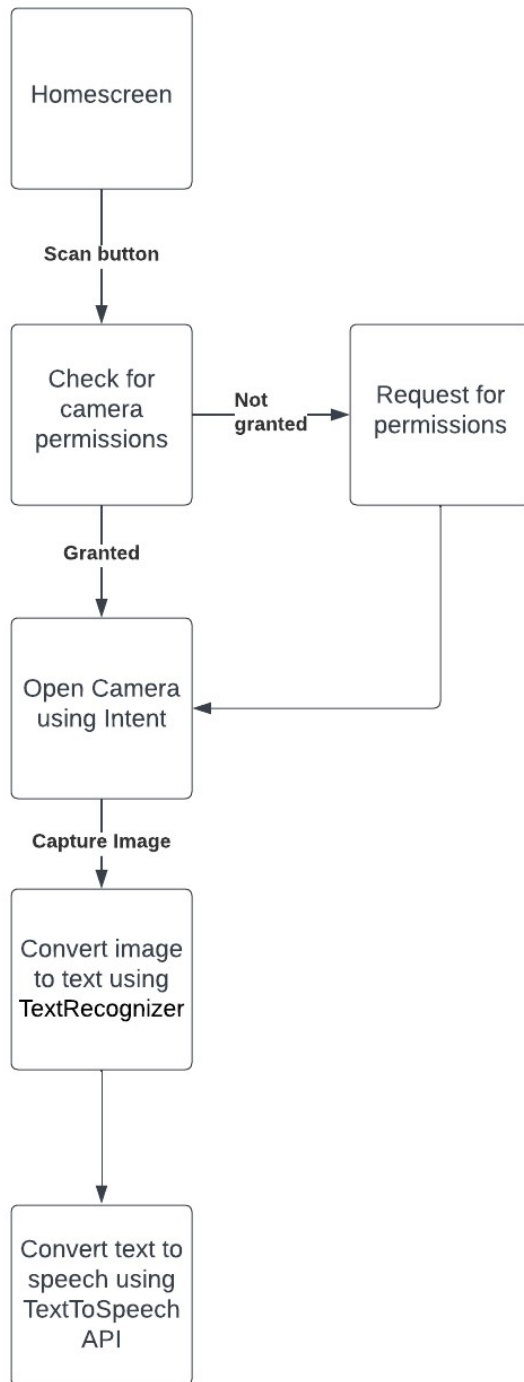 Homescreen
Scan button
Check for
camera
permissions
Not
granted
Request for
permissions
Granted
Open Camera
using Intent
Capture Image
Convert image
to text using
TextRecognizer
Convert text to
speech using
TextToSpeech
API